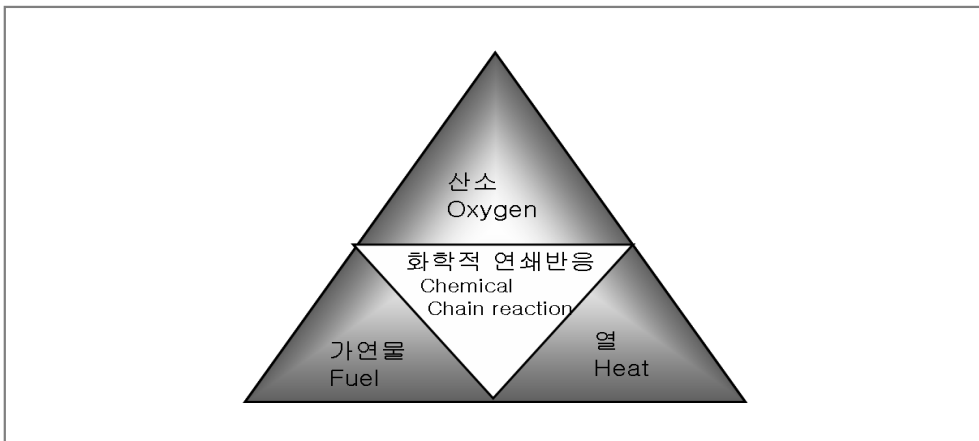 산소
Oxygen
화학적 연쇄반응
Chemical
Chain reaction
가연물
Fuel
열
Heat